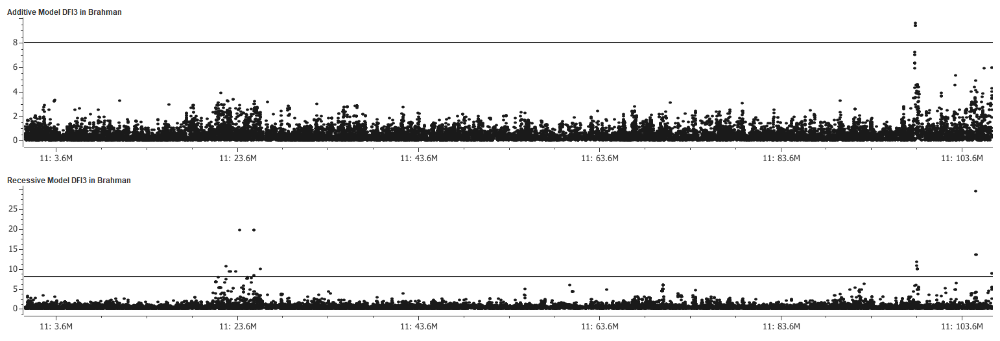 Additive Model DFI3 in Brahman
8
6
4
2
0
11: 3.6M 11: 23.6M 11: 43.6M 11: 63.6M 11: 83.6M 11: 103.6M
Recessive Model DFI3 in Brahman
25
20
15
10
5
0
11: 3.6M 11: 23.6M 11: 43.6M 11: 63.6M 11: 83.6M 11: 103.6M